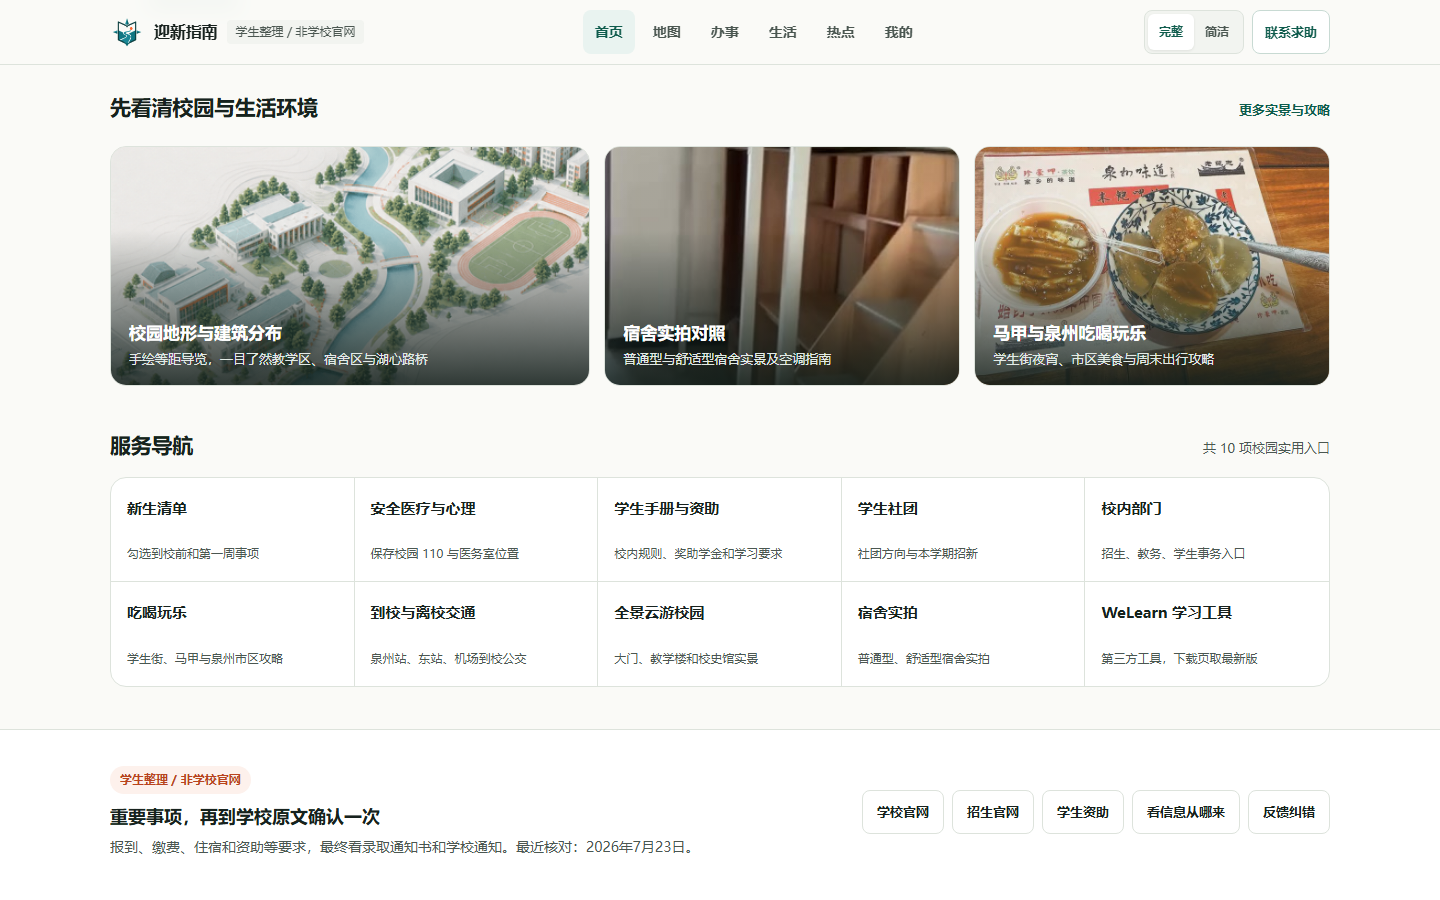 迎新指南
学生整理 / 非学校官网
首页
地图
办事
生活
热点
我的
完整
简洁
联系求助
先看清校园与生活环境
更多实景与攻略
校园地形与建筑分布
手绘等距导览，一目了然教学区、宿舍区与湖心路桥
宿舍实拍对照
普通型与舒适型宿舍实景及空调指南
泉州味道
家乡的味道
马甲与泉州吃喝玩乐
学生街夜宵、市区美食与周末出行攻略
服务导航
共 10 项校园实用入口
新生清单
勾选到校前和第一周事项
安全医疗与心理
保存校园 110 与医务室位置
学生手册与资助
校内规则、奖助学金和学习要求
学生社团
社团方向与本学期招新
校内部门
招生、教务、学生事务入口
吃喝玩乐
学生街、马甲与泉州市区攻略
到校与离校交通
泉州站、东站、机场到校公交
全景云游校园
大门、教学楼和校史馆实景
宿舍实拍
普通型、舒适型宿舍实拍
WeLearn 学习工具
第三方工具，下载页取最新版
学生整理 / 非学校官网
重要事项，再到学校原文确认一次
报到、缴费、住宿和资助等要求，最终看录取通知书和学校通知。最近核对：2026年7月23日。
学校官网
招生官网
学生资助
看信息从哪来
反馈纠错